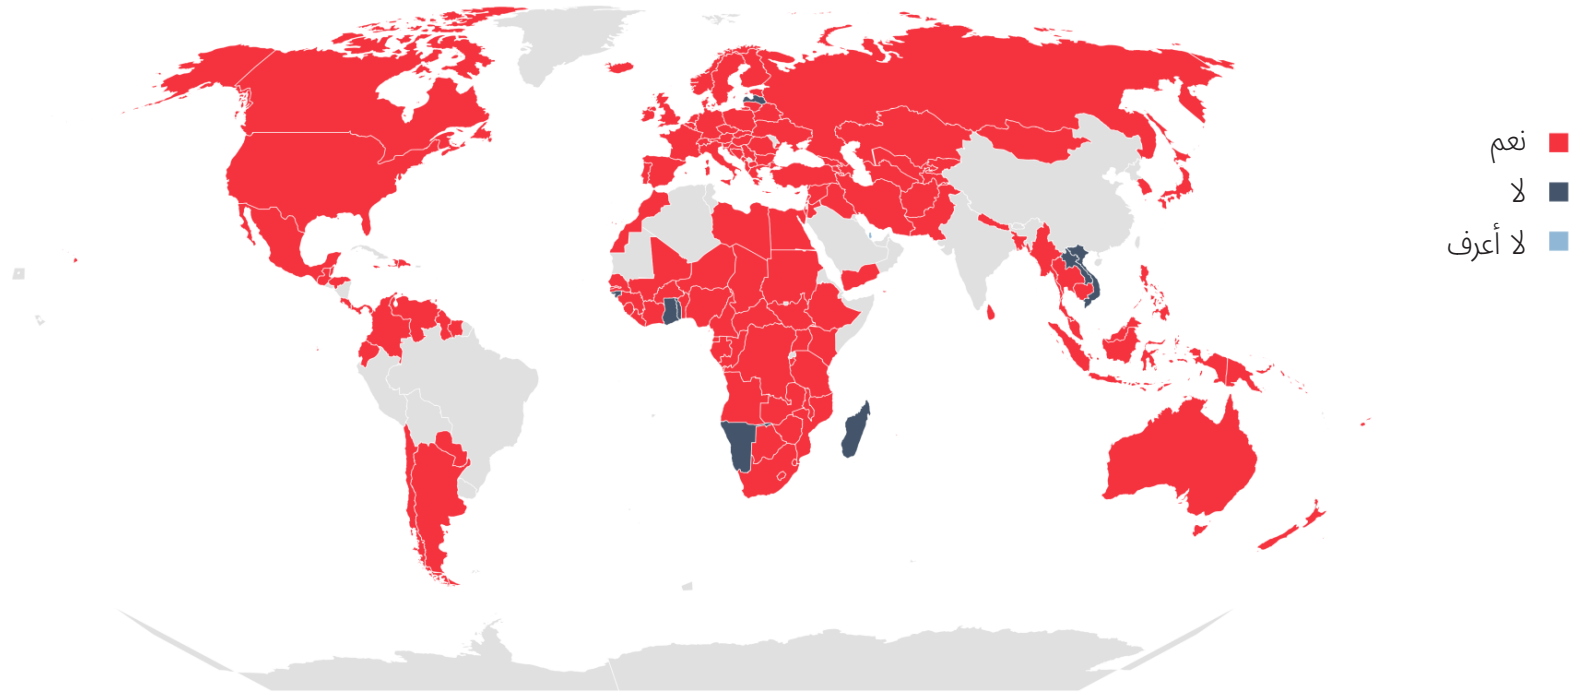 نعم
لا
لا أعرف